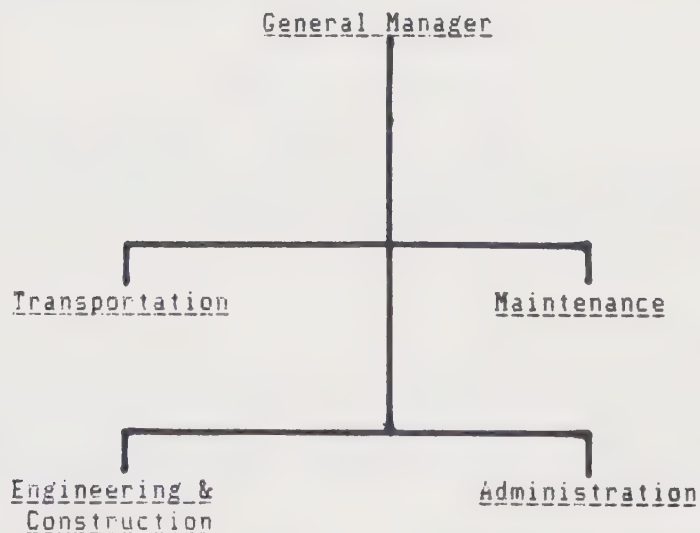 General Manager
Transportation
Maintenance
Engineering &
Construction
Administration